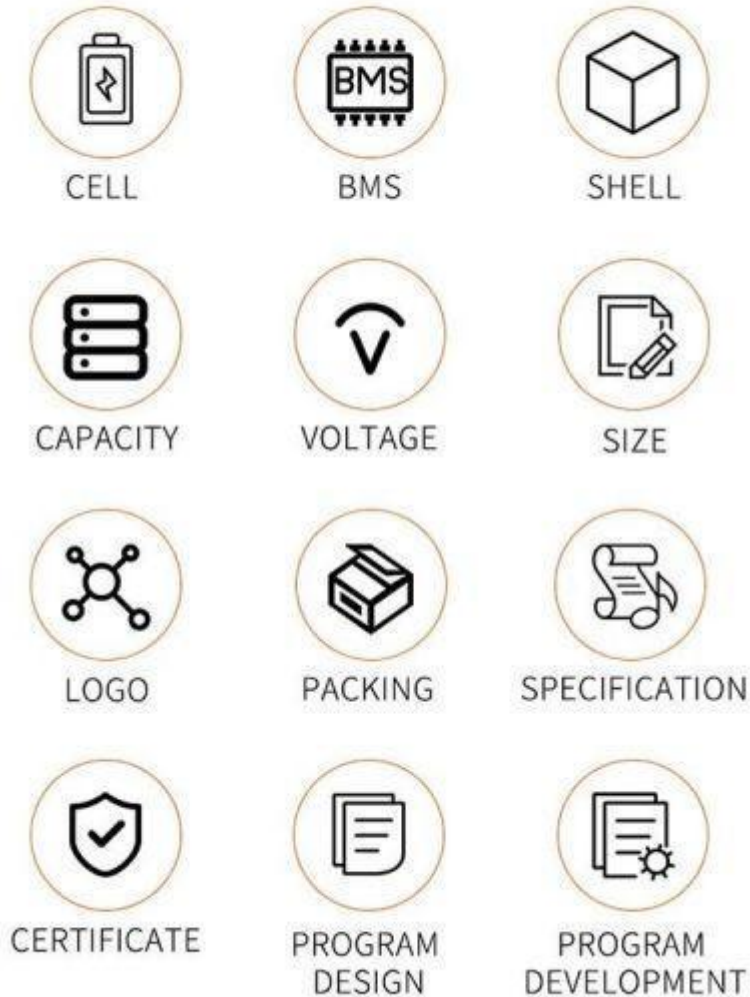 BMS
CELL
BMS
SHELL
V
CAPACITY
VOLTAGE
SIZE
LOGO
PACKING
SPECIFICATION
CERTIFICATE
PROGRAM
DESIGN
PROGRAM
DEVELOPMENT